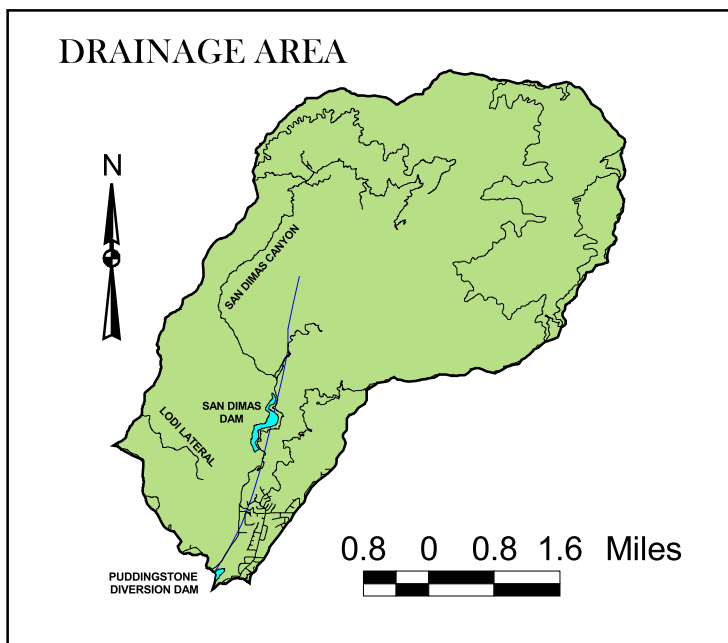 DRAINAGE AREA
N
SAN DIMAS CANYON
SAN DIMAS
DAM
LODI LATERAL
0.8 0 0.8 1.6 Miles
PUDDINGSTONE
DIVERSION DAM